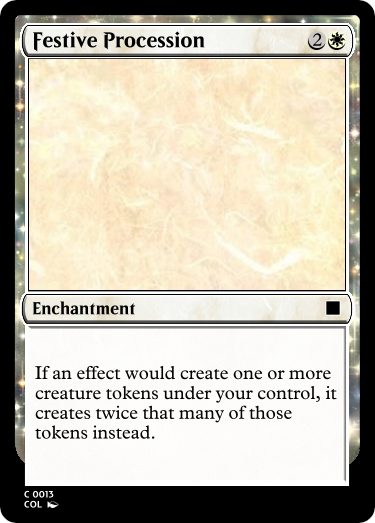 Festive Procession 2
Enchantment
If an effect would create one or more
creature tokens under your control, it
creates twice that many of those
tokens instead.
C 0013
COL